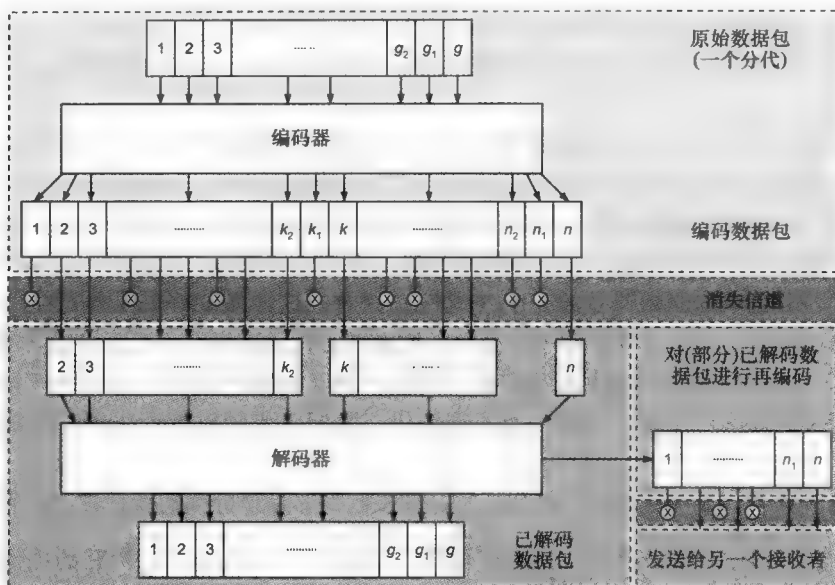 1 2 3 ····· g₂ g₁ g
原始数据包
(一个分代)
编码器
1 2 3 ········· k₂ k₁ k ········· n₂ n₁ n
编码数据包
消失信道
2 3 ········· k₂ k ····· n
对(部分)已解码数
据包进行再编码
解码器
1 ········· n₁ n
1 2 3 ········· g₂ g₁ g
已解码
数据包
发送给另一个接收者